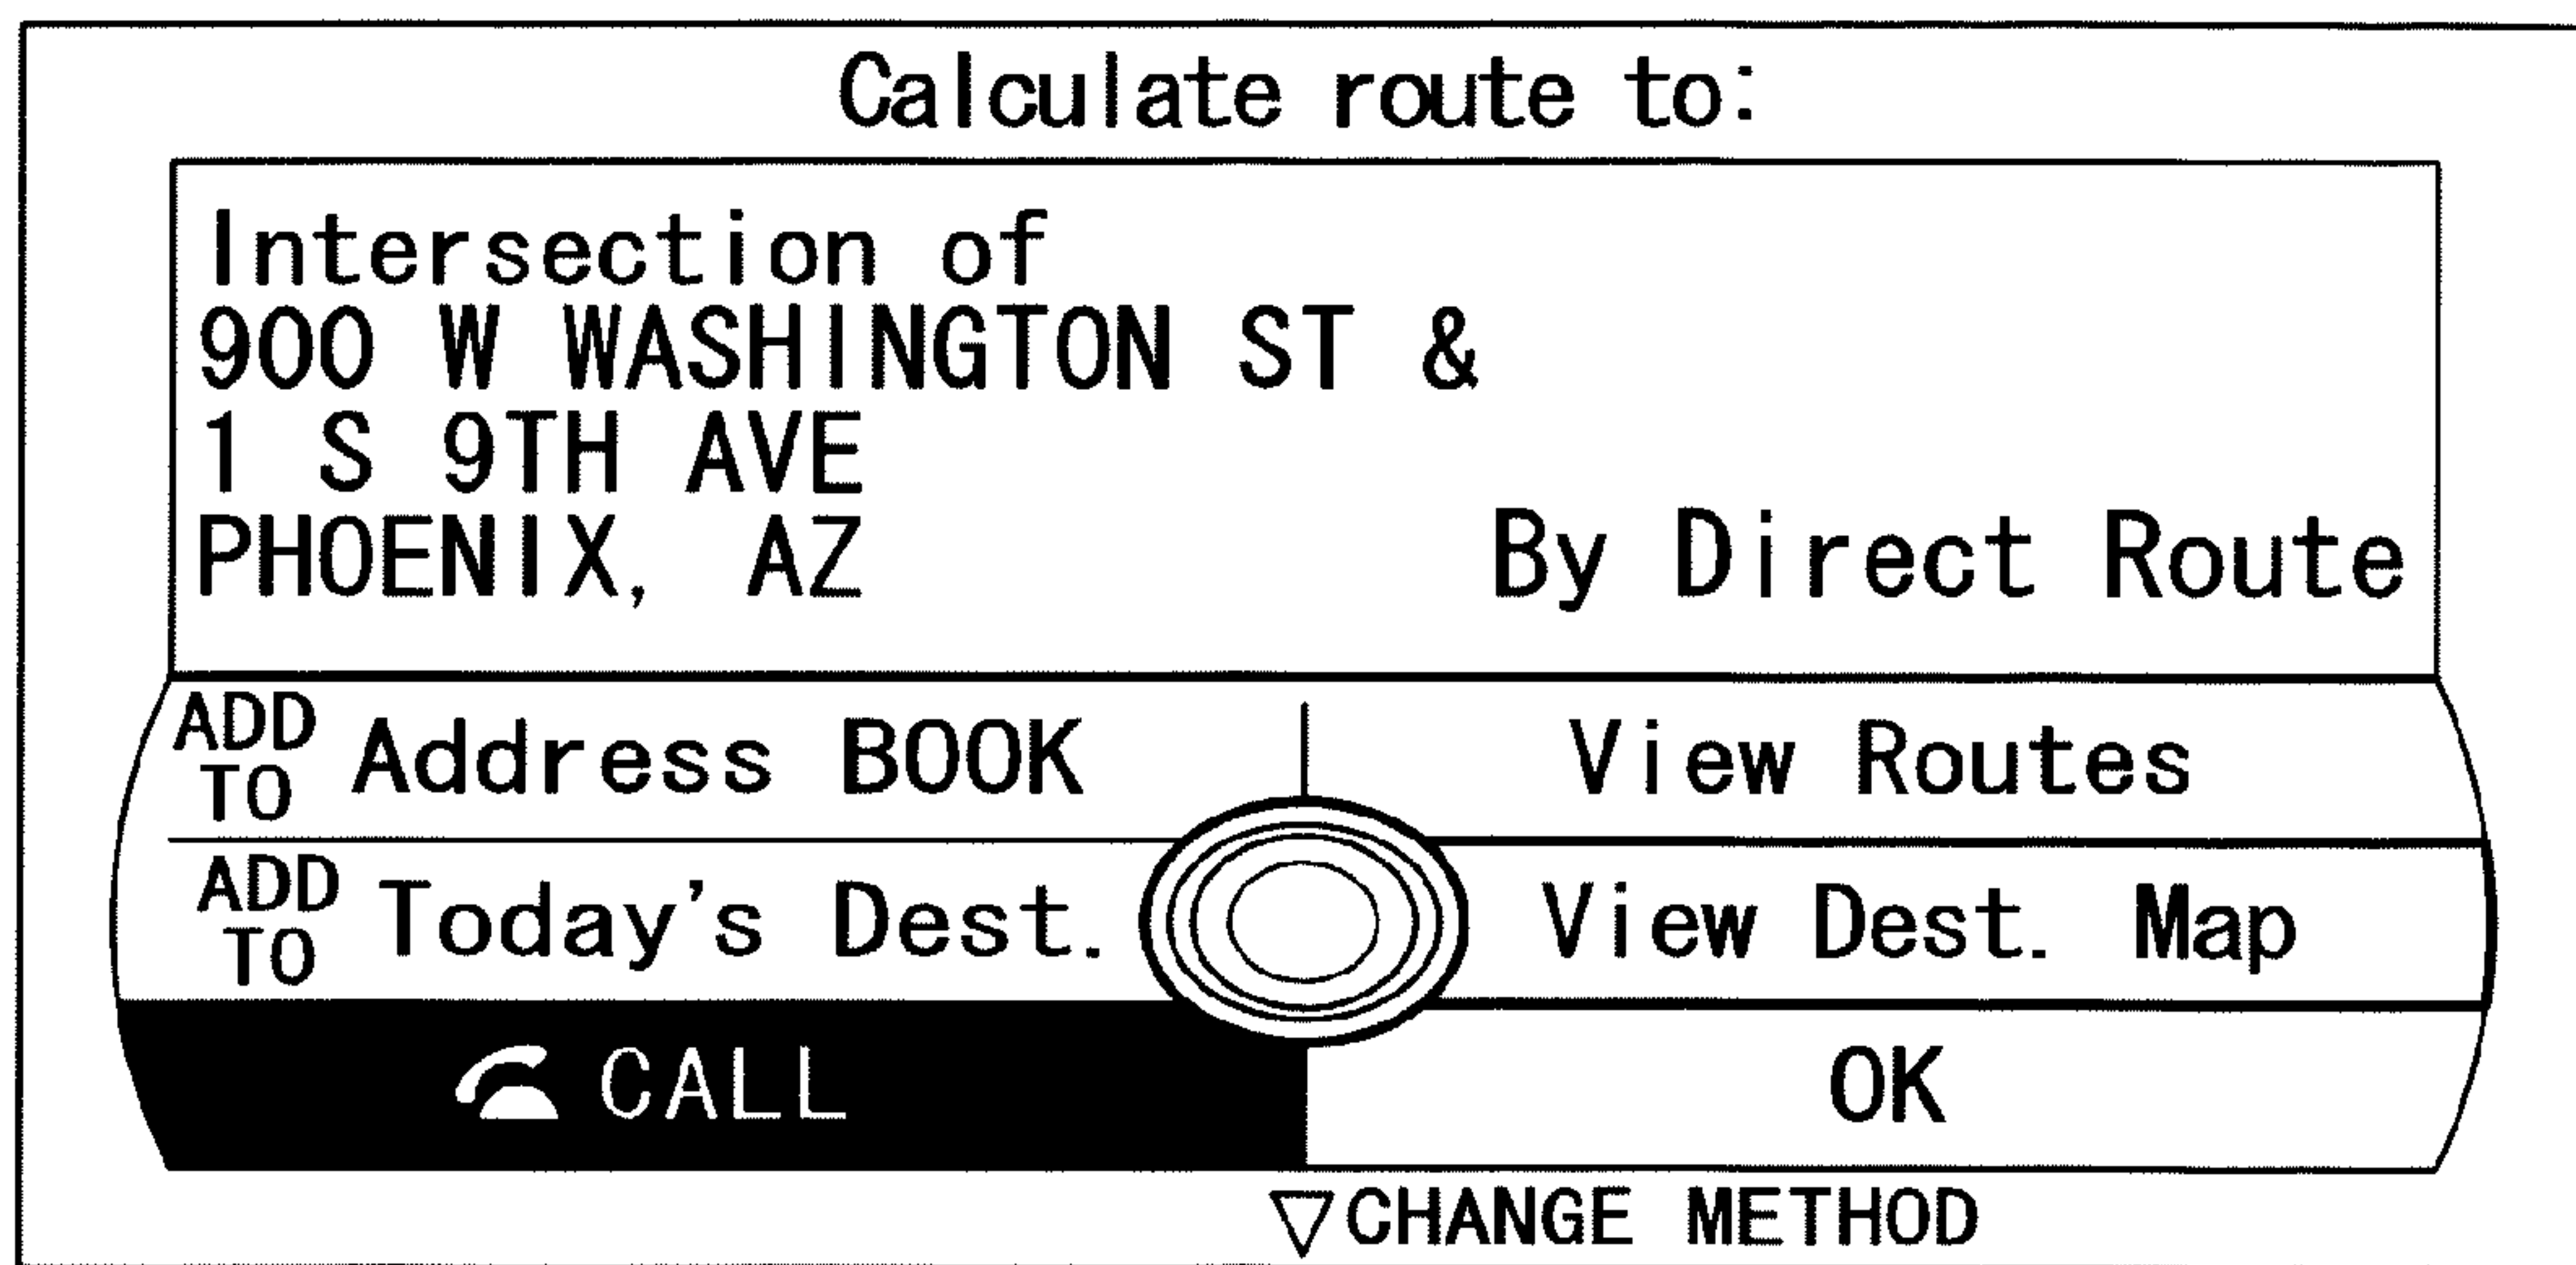 Calculate route to:
Intersection of
900 W WASHINGTON ST &
1 S 9TH AVE
PHOENIX, AZ By Direct Route
ADD TO Address BOOK
View Routes
ADD TO Today's Dest.
View Dest. Map
CALL
OK
▽CHANGE METHOD